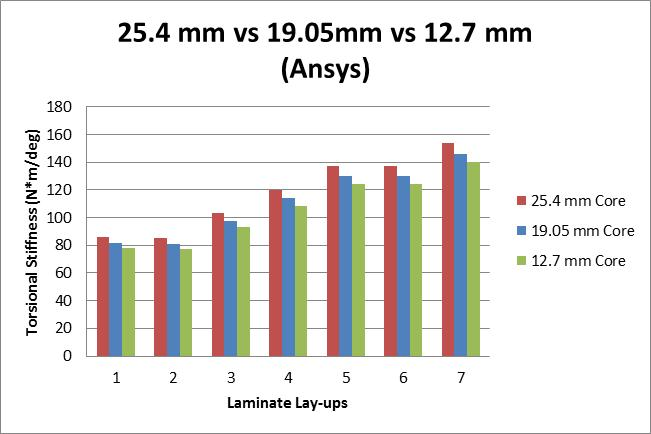 25.4 mm vs 19.05mm vs 12.7 mm
(Ansys)
Torsional Stiffness (N*m/deg)
180
160
140
120
100
80
60
40
20
0
1 2 3 4 5 6 7
Laminate Lay-ups
25.4 mm Core
19.05 mm Core
12.7 mm Core